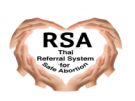 RSA
Thai
Referral System
for
Safe Abortion